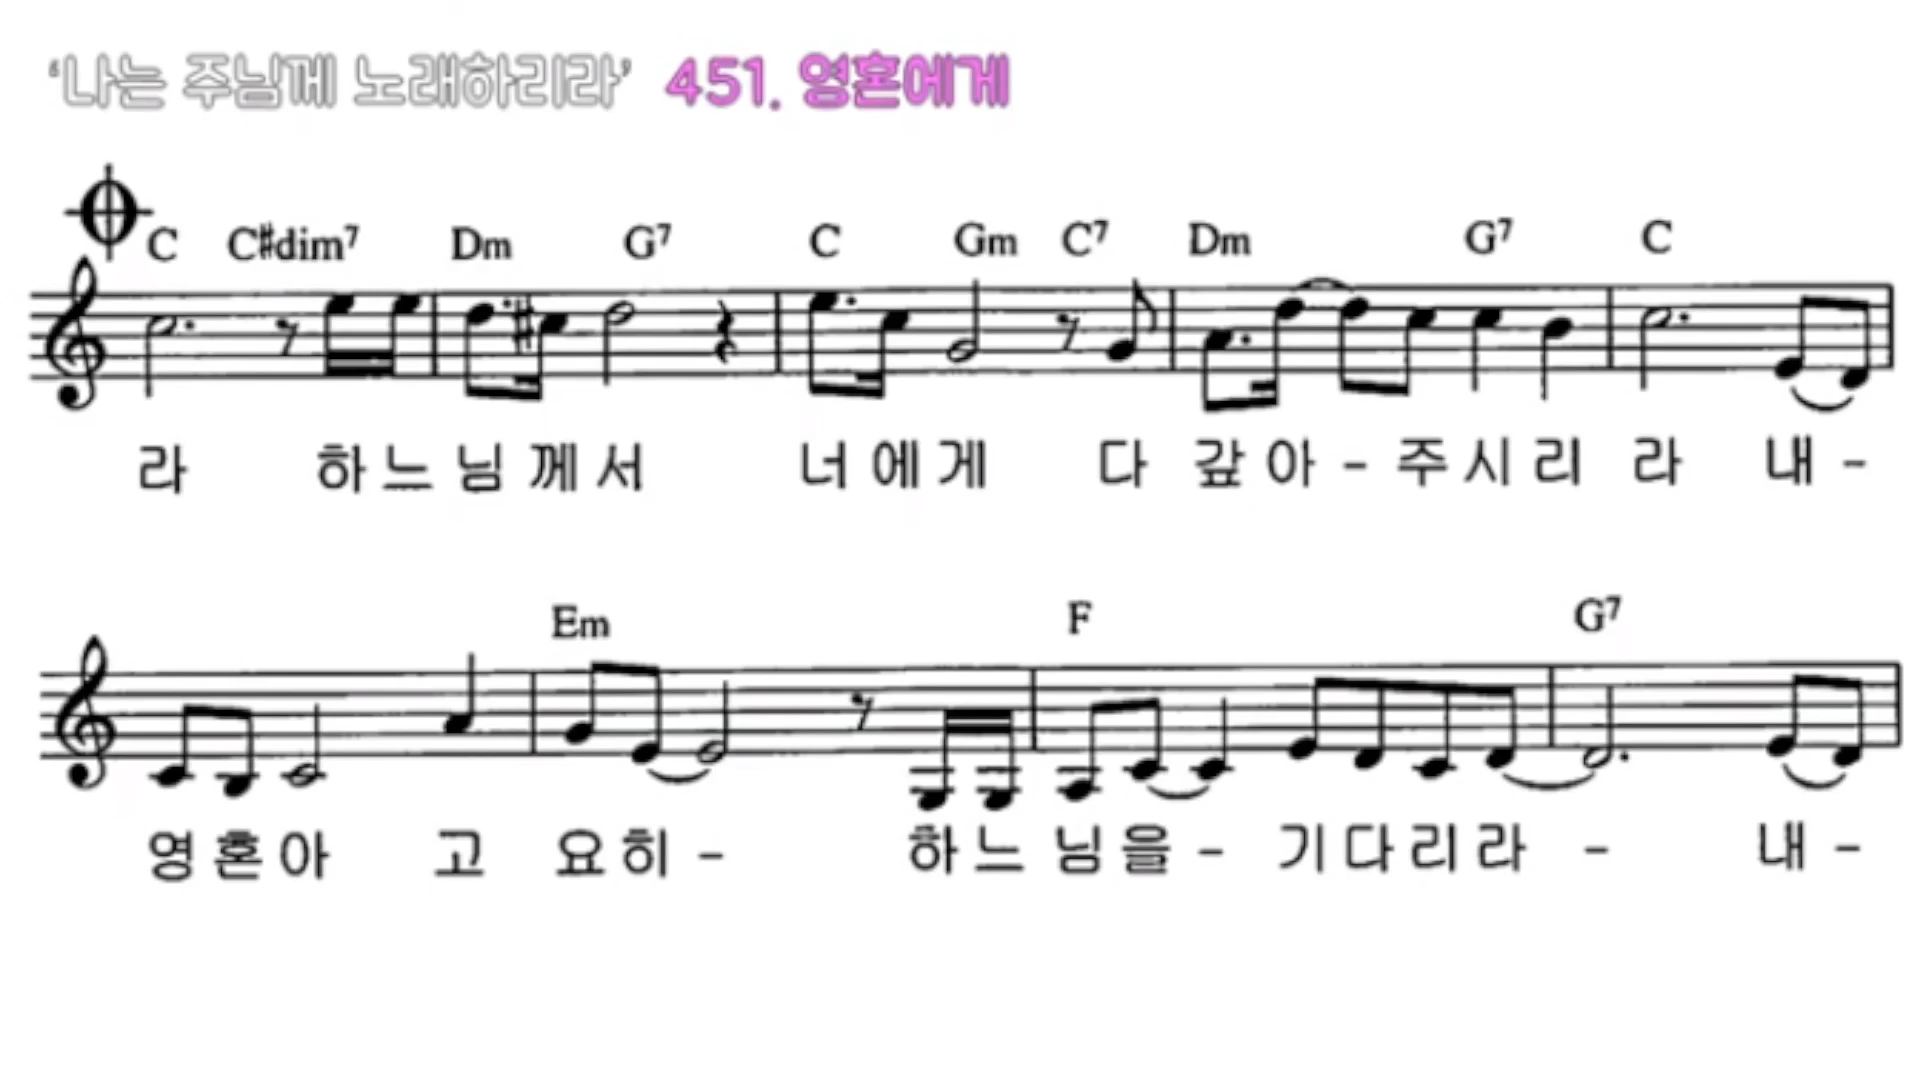 ‘나는 주님께 노래하리라’ 451. 영혼에게
C C#dim7 Dm G7 C Gm C7 Dm G7 C
라 하느님께서 너에게 다 갚아-주시리라 내-
Em F G7
영혼아 고요히- 하느님을-기다리라- 내-